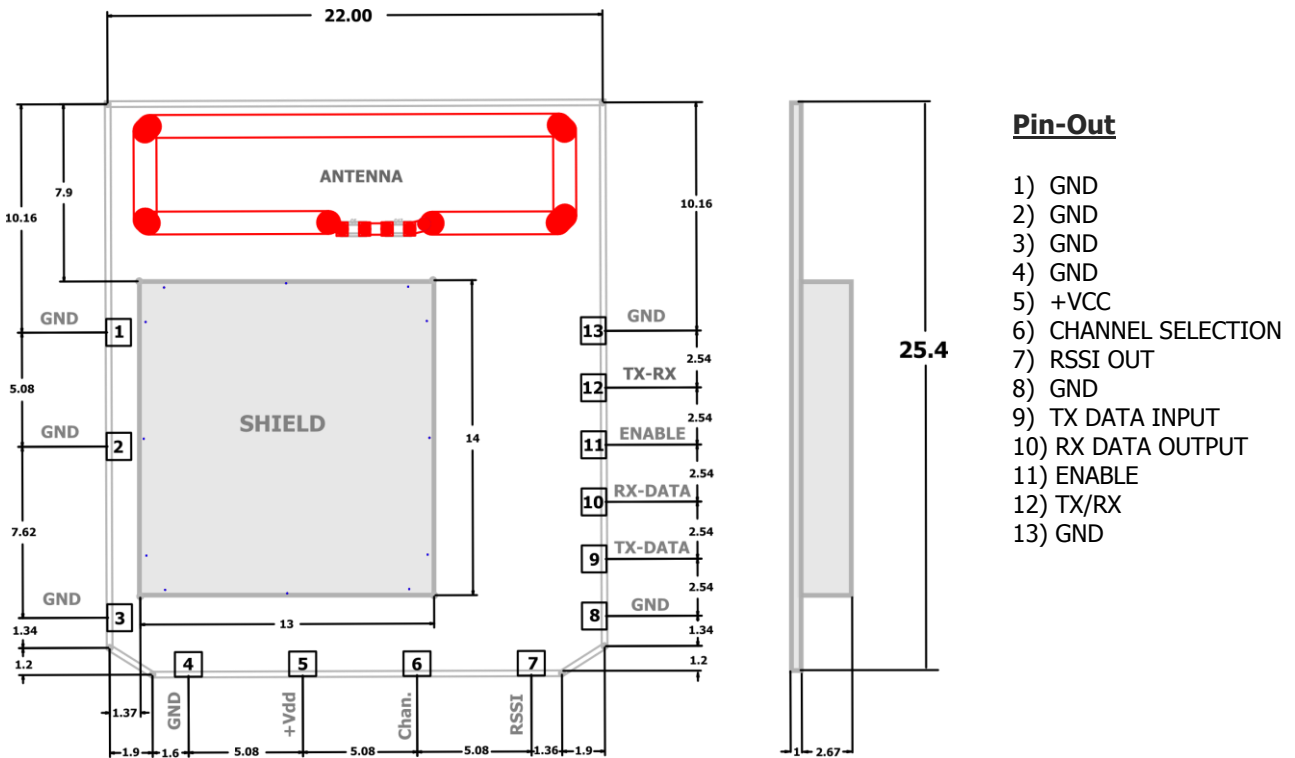 22.00
ANTENNA
7.9
10.16
10.16
GND
1
13
GND
2.54
12
TX-RX
5.08
25.4
SHIELD
2.54
GND
2
11
ENABLE
14
2.54
10
RX-DATA
7.62
2.54
9
TX-DATA
2.54
GND
3
8
GND
1.34
13
1.34
1.2
4
5
6
7
1.2
1.37
GND
+Vdd
Chan.
RSSI
1.9
1.6
5.08
5.08
5.08
1.36
1.9
1
2.67
Pin-Out
1) GND
2) GND
3) GND
4) GND
5) +VCC
6) CHANNEL SELECTION
7) RSSI OUT
8) GND
9) TX DATA INPUT
10) RX DATA OUTPUT
11) ENABLE
12) TX/RX
13) GND